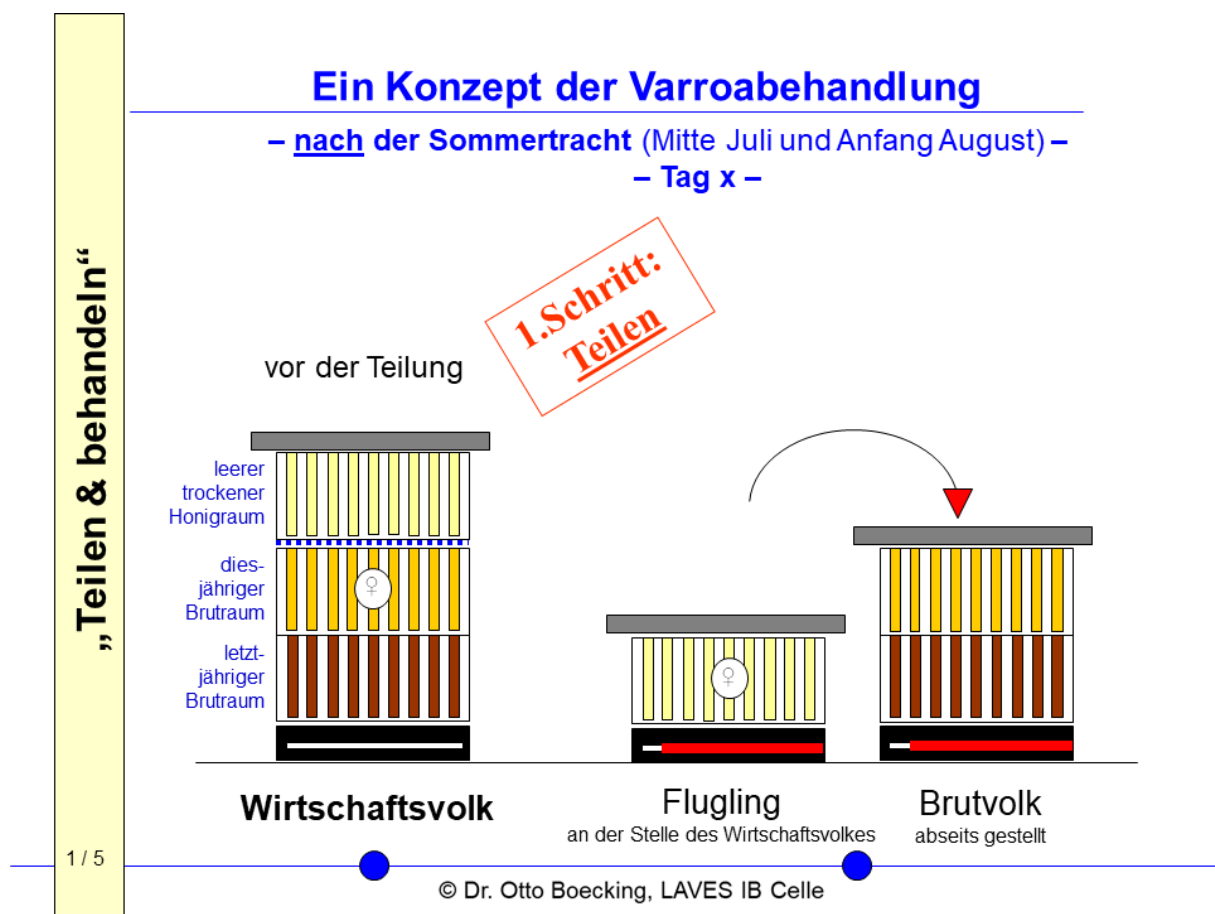 Ein Konzept der Varroabehandlung
– nach der Sommertracht (Mitte Juli und Anfang August) –
– Tag x –
„Teilen & behandeln“
1.Schritt:
Teilen
vor der Teilung
leerer
trockener
Honigraum
dies-
jähriger
Brutraum
letzt-
jähriger
Brutraum
♀
♀
Wirtschaftsvolk
Flugling
an der Stelle des Wirtschaftsvolkes
Brutvolk
abseits gestellt
1 / 5
© Dr. Otto Boecking, LAVES IB Celle